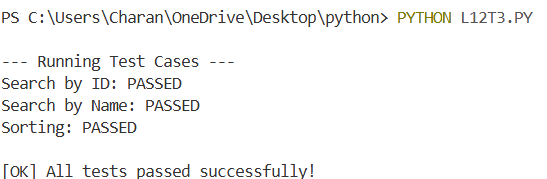 PS C:\Users\Charan\OneDrive\Desktop\python> PYTHON L12T3.PY
--- Running Test Cases ---
Search by ID: PASSED
Search by Name: PASSED
Sorting: PASSED
[OK] All tests passed successfully!